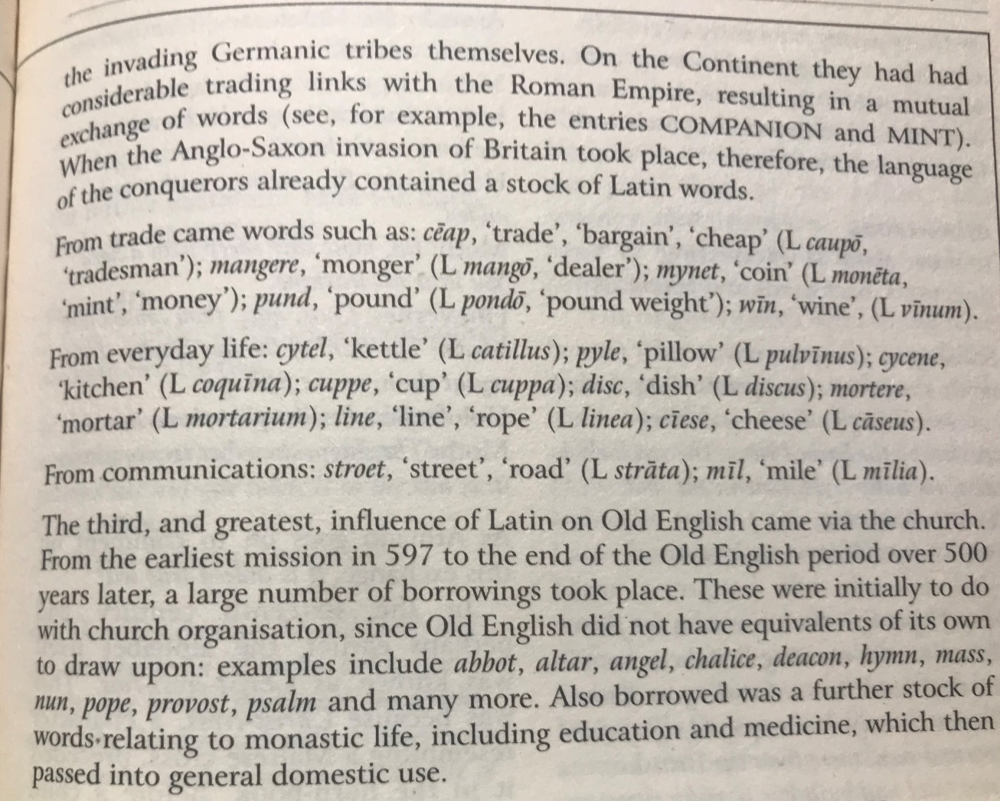 the invading Germanic tribes themselves. On the Continent they had had
considerable trading links with the Roman Empire, resulting in a mutual
exchange of words (see, for example, the entries COMPANION and MINT).
When the Anglo-Saxon invasion of Britain took place, therefore, the language
of the conquerors already contained a stock of Latin words.
From trade came words such as: cēap, ‘trade’, ‘bargain’, ‘cheap’ (L caupō,
‘tradesman’); mangere, ‘monger’ (L mangō, ‘dealer’); mynet, ‘coin’ (L monēta,
‘mint’, ‘money’); pund, ‘pound’ (L pondō, ‘pound weight’); wīn, ‘wine’, (L vīnum).
From everyday life: cytel, ‘kettle’ (L catillus); pyle, ‘pillow’ (L pulvīnus); cycene,
‘kitchen’ (L coquīna); cuppe, ‘cup’ (L cuppa); disc, ‘dish’ (L discus); mortere,
‘mortar’ (L mortarium); line, ‘line’, ‘rope’ (L linea); cīese, ‘cheese’ (L cāseus).
From communications: stroet, ‘street’, ‘road’ (L strāta); mīl, ‘mile’ (L mīlia).
The third, and greatest, influence of Latin on Old English came via the church.
From the earliest mission in 597 to the end of the Old English period over 500
years later, a large number of borrowings took place. These were initially to do
with church organisation, since Old English did not have equivalents of its own
to draw upon: examples include abbot, altar, angel, chalice, deacon, hymn, mass,
nun, pope, provost, psalm and many more. Also borrowed was a further stock of
words relating to monastic life, including education and medicine, which then
passed into general domestic use.